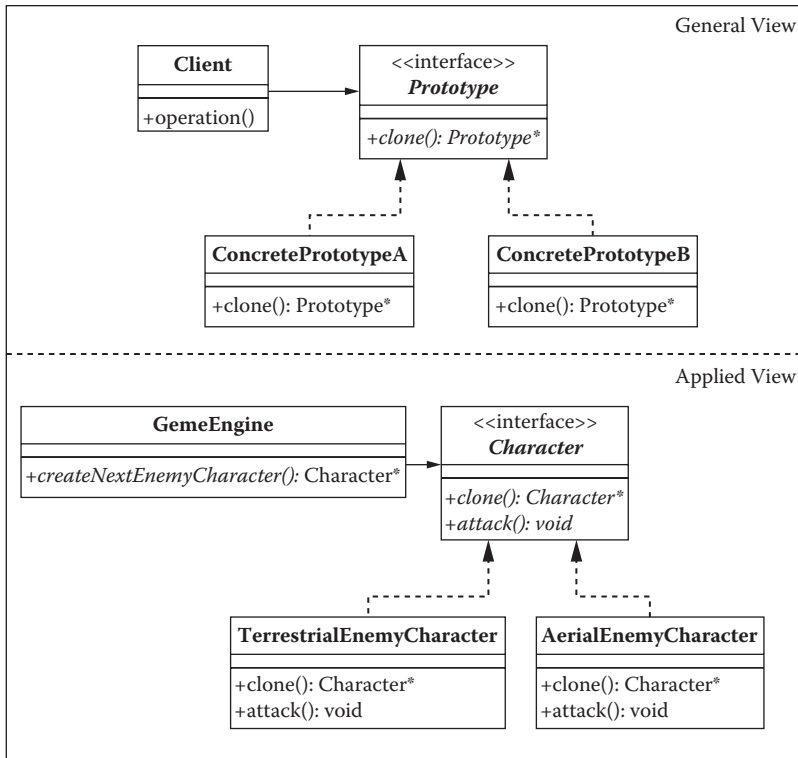 General View
Client
+operation()
<<interface>>
Prototype
+clone(): Prototype*
ConcretePrototypeA
+clone(): Prototype*
ConcretePrototypeB
+clone(): Prototype*
Applied View
GemeEngine
+createNextEnemyCharacter(): Character*
<<interface>>
Character
+clone(): Character*
+attack(): void
TerrestrialEnemyCharacter
+clone(): Character*
+attack(): void
AerialEnemyCharacter
+clone(): Character*
+attack(): void